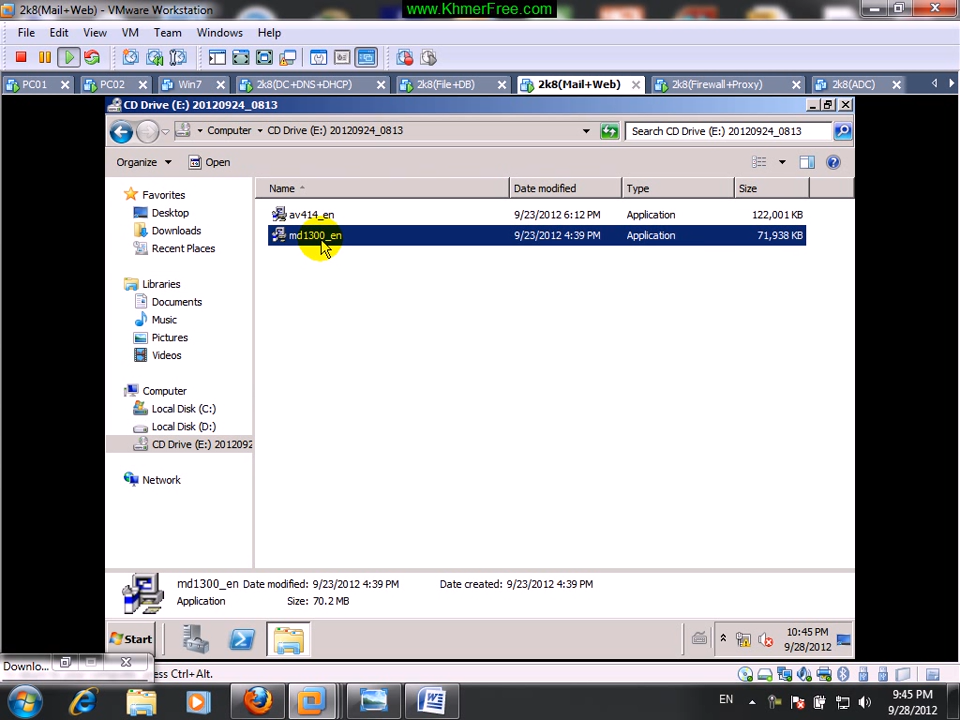 2k8(Mail+Web) - VMware Workstation
www.KhmerFree.com
File Edit View VM Team Windows Help
PC01 PC02 Win7 2k8(DC+DNS+DHCP) 2k8(File+DB) 2k8(Mail+Web) 2k8(Firewall+Proxy) 2k8(ADC)
CD Drive (E:) 20120924_0813
Computer CD Drive (E:) 20120924_0813 Search CD Drive (E:) 20120924_0813
Organize Open
Name Date modified Type Size
av414_en 9/23/2012 6:12 PM Application 122,001 KB
md1300_en 9/23/2012 4:39 PM Application 71,938 KB
Favorites
Desktop
Downloads
Recent Places
Libraries
Documents
Music
Pictures
Videos
Computer
Local Disk (C:)
Local Disk (D:)
CD Drive (E:) 2012092
Network
md1300_en Date modified: 9/23/2012 4:39 PM Date created: 9/23/2012 4:39 PM
Application Size: 70.2 MB
Start 10:45 PM
9/28/2012
Downlo...
ess Ctrl+Alt.
EN 9:45 PM
9/28/2012